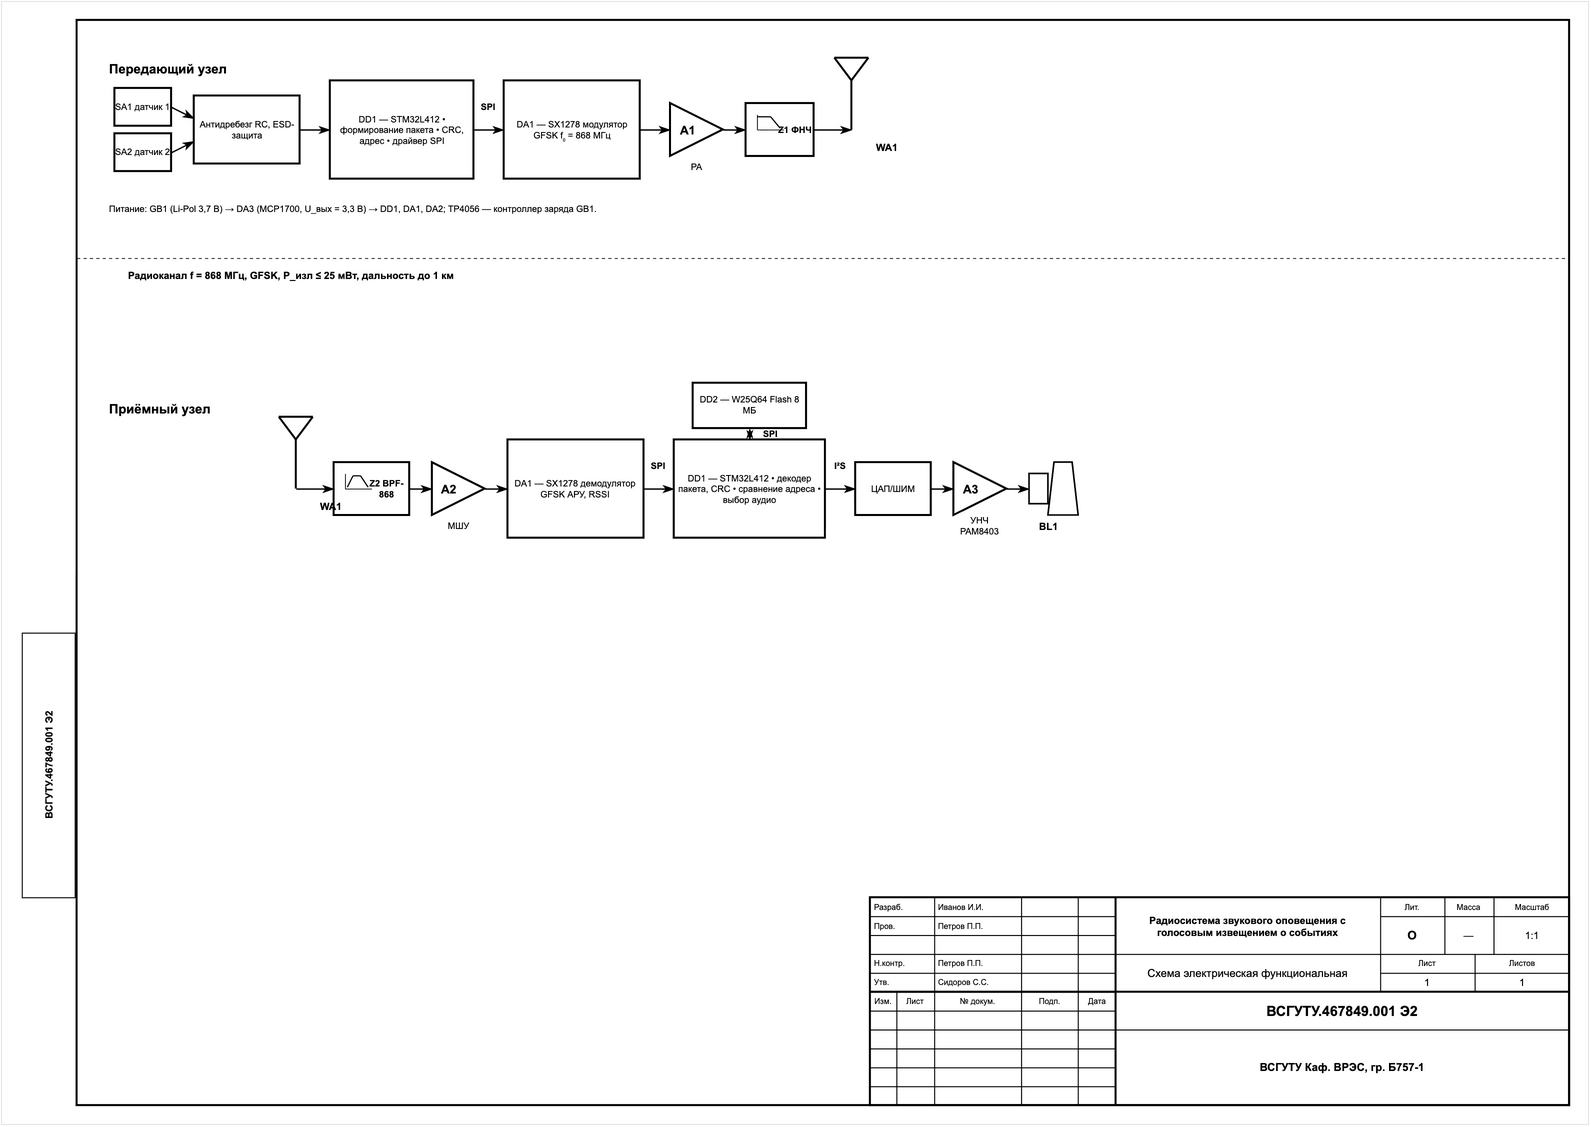 Передающий узел
SA1 датчик 1
SA2 датчик 2
Антидребезг RC, ESD-
защита
DD1 — STM32L412 •
формирование пакета • CRC,
адрес • драйвер SPI
SPI
DA1 — SX1278 модулятор
GFSK f₀ = 868 МГц
A1
PA
Z1 ФНЧ
WA1
Питание: GB1 (Li-Pol 3,7 В) → DA3 (MCP1700, U_вых = 3,3 В) → DD1, DA1, DA2; TP4056 — контроллер заряда GB1.
Радиоканал f = 868 МГц, GFSK, P_изл ≤ 25 мВт, дальность до 1 км
Приёмный узел
WA1
Z2 BPF-
868
A2
МШУ
DA1 — SX1278 демодулятор
GFSK АРУ, RSSI
SPI
DD2 — W25Q64 Flash 8
МБ
SPI
DD1 — STM32L412 • декодер
пакета, CRC • сравнение адреса •
выбор аудио
I²S
ЦАП/ШИМ
A3
УНЧ
PAM8403
BL1
ВСГУТУ.467849.001 Э2
Разраб. Иванов И.И.
Пров. Петров П.П.
Н.контр. Петров П.П.
Утв. Сидоров С.С.
Изм. Лист № докум. Подп. Дата
Радиосистема звукового оповещения с
голосовым извещением о событиях
Схема электрическая функциональная
Лит. Масса Масштаб
О — 1:1
Лист Листов
1 1
ВСГУТУ.467849.001 Э2
ВСГУТУ Каф. ВРЭС, гр. Б757-1